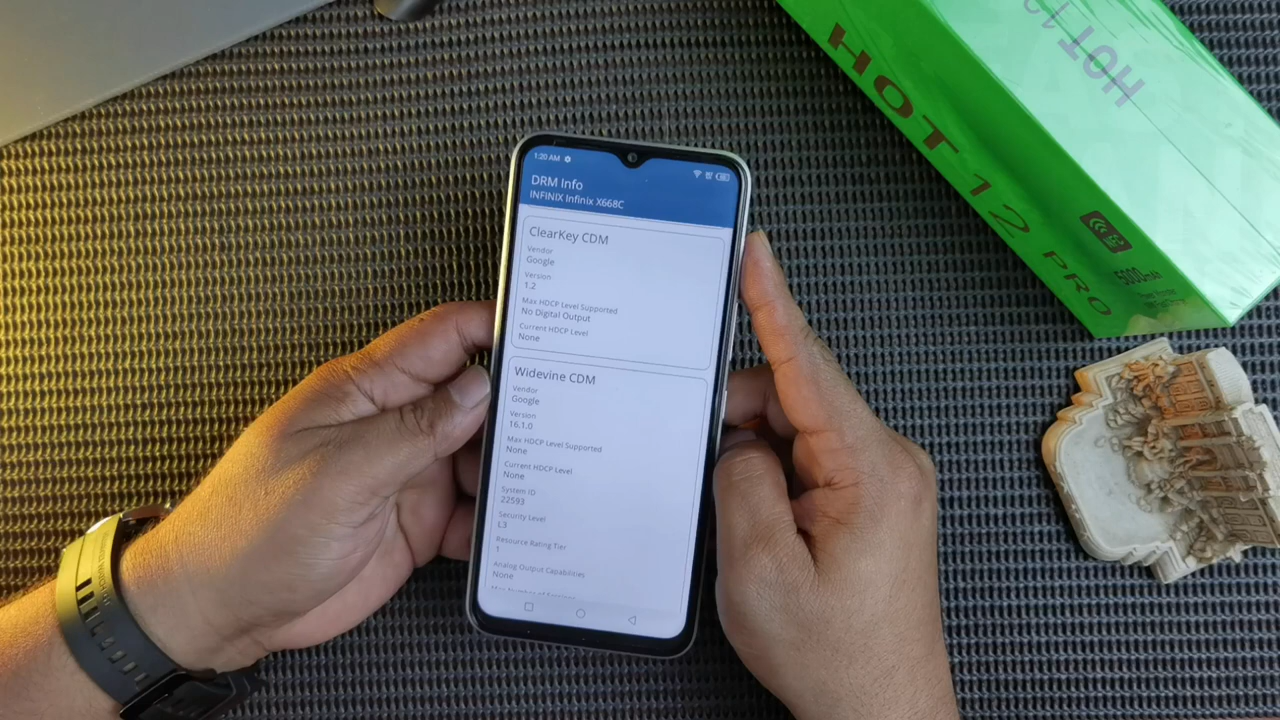 1:20 AM
DRM Info
INFINIX Infinix X668C
ClearKey CDM
Vendor
Google
Version
1.2
Max HDCP Level Supported
No Digital Output
Current HDCP Level
None
Widevine CDM
Vendor
Google
Version
16.1.0
Max HDCP Level Supported
None
Current HDCP Level
None
System ID
22593
Security Level
L3
Resource Rating Tier
1
Analog Output Capabilities
None
HOT 12 PRO
5000mAh
HOT 12